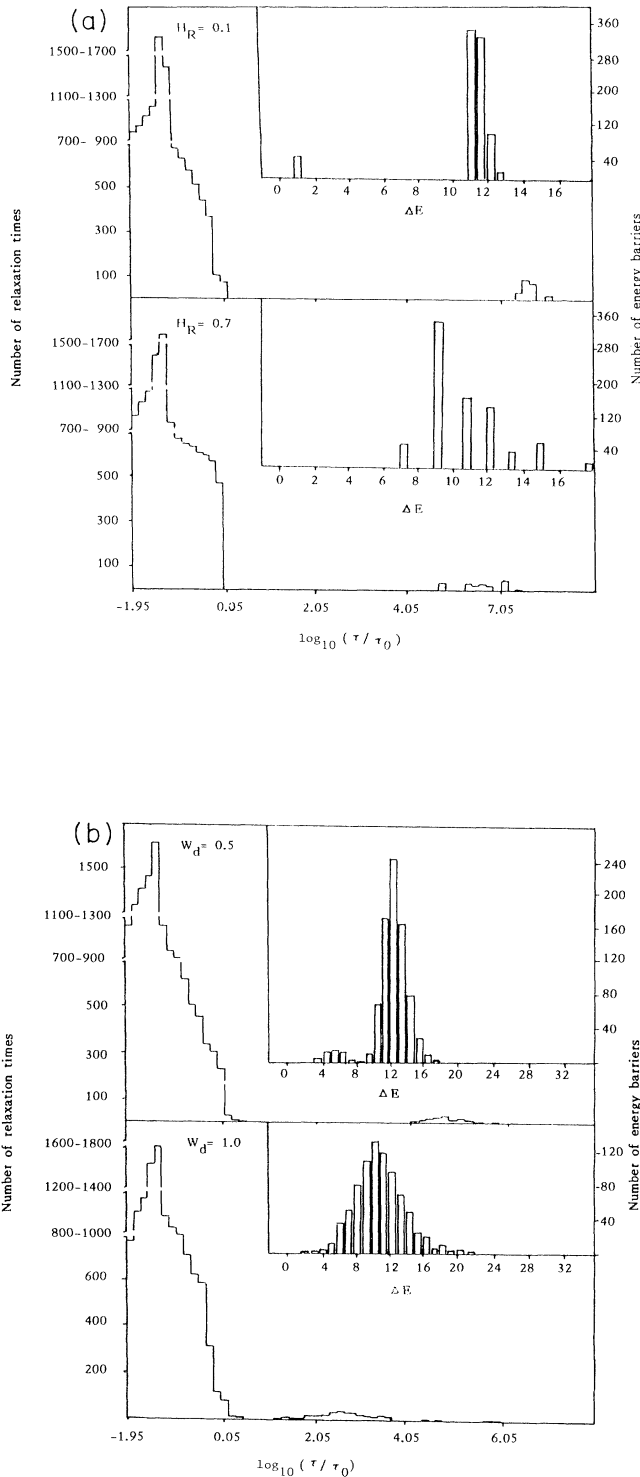 (a)
H_R = 0.1
1500-1700
1100-1300
700- 900
500
300
100
360
280
200
120
40
0 2 4 6 8 10 12 14 16
ΔE
H_R = 0.7
1500-1700
1100-1300
700- 900
500
300
100
360
280
200
120
40
0 2 4 6 8 10 12 14 16
ΔE
Number of relaxation times
Number of energy barriers
-1.95 0.05 2.05 4.05 7.05
log₁₀ (τ/τ₀)
(b)
W_d = 0.5
1500
1100-1300
700-900
500
300
100
240
200
160
120
40
0 4 8 12 16 20 24 28 32
ΔE
W_d = 1.0
1600-1800
1200-1400
800-1000
600
400
200
120
80
40
0 4 8 12 16 20 24 28 32
ΔE
Number of relaxation times
Number of energy barriers
-1.95 0.05 2.05 4.05 6.05
log₁₀ (τ/τ₀)